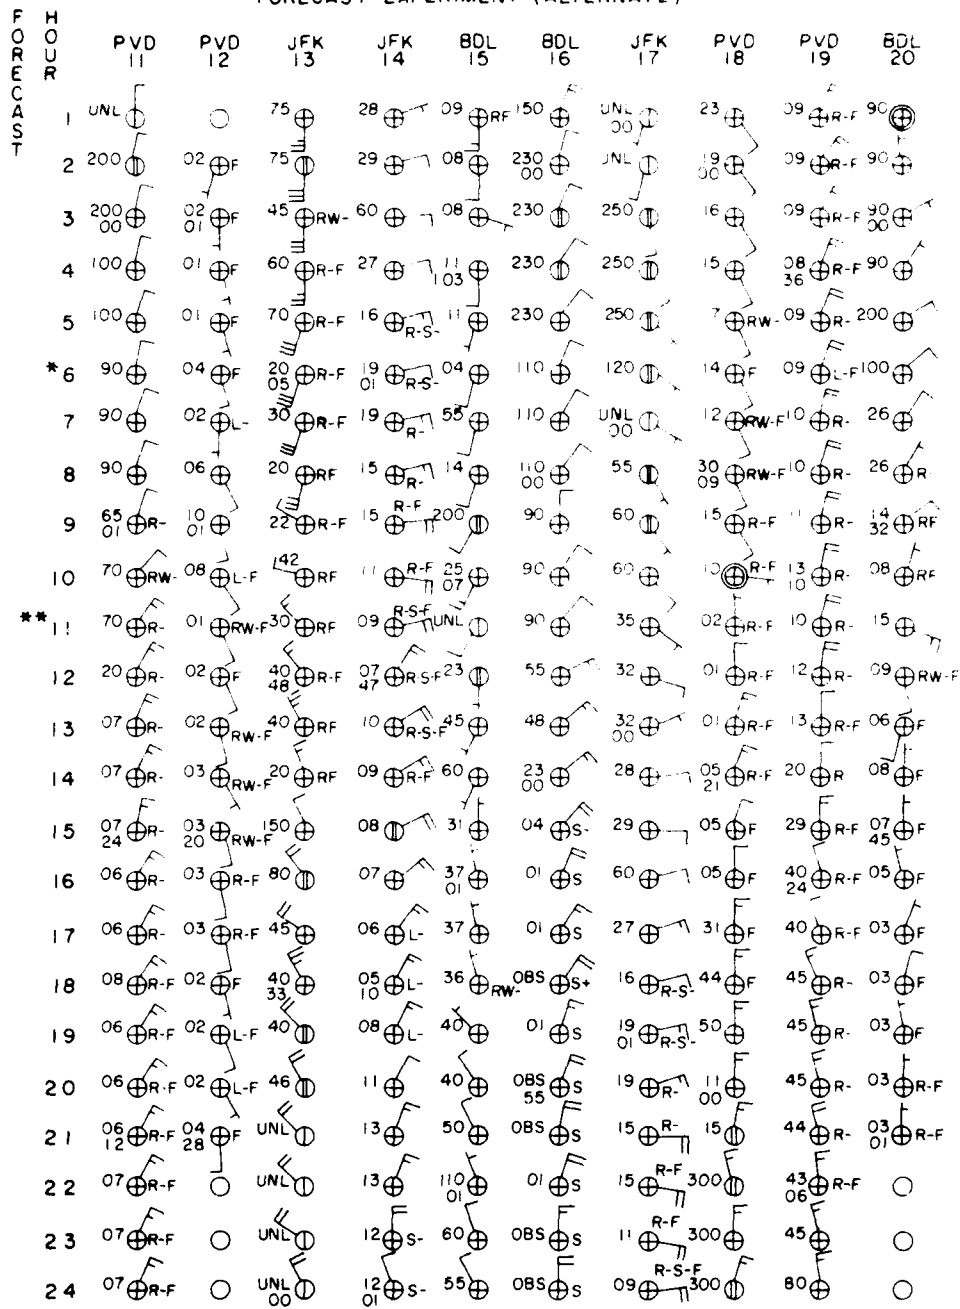 FORECAST EXPERIMENT (ALTERNATE)
FORECAST HOUR PVD 11 PVD 12 JFK 13 JFK 14 BDL 15 BDL 16 JFK 17 PVD 18 PVD 19 BDL 20
1 UNL 75 28 09 RF 150 UNL 00 23 09 R-F 90
2 200 02 F 75 29 08 230 00 UNL 19 00 09 R-F 90
3 200 00 02 01 F 45 RW- 60 08 230 250 16 09 R-F 90 00
4 100 01 F 60 R-F 27 11 103 230 250 15 08 36 R-F 90
5 100 01 F 70 R-F 16 R-S- 11 230 250 7 RW- 09 R- 200
*6 90 04 F 20 05 R-F 19 01 R-S- 04 110 120 14 F 09 L-F 100
7 90 02 L- 30 R-F 19 R- 55 110 UNL 00 12 RW-F 10 R- 26
8 90 06 20 RF 15 R- 14 110 00 55 30 09 RW-F 10 R- 26 R
9 65 01 R- 10 01 22 R-F 15 R-F 200 90 60 15 R-F 11 R- 14 32 RF
10 70 RW- 08 L-F 42 RF 11 R-F 25 07 90 60 10 R-F 13 10 R- 08 RF
**11 70 R- 01 RW-F 30 RF 09 R-S-F UNL 90 35 02 R-F 10 R- 15
12 20 R- 02 F 40 48 R-F 07 47 R-S-F 23 55 32 01 R-F 12 R- 09 RW-F
13 07 R- 02 RW-F 40 RF 10 R-S-F 45 48 32 00 01 R-F 13 R-F 06 F
14 07 R- 03 RW-F 20 RF 09 R-F 60 23 00 28 05 21 R-F 20 R 08 F
15 07 24 R- 03 20 RW-F 150 08 31 04 S- 29 05 F 29 R-F 07 45 F
16 06 R- 03 R-F 80 07 37 01 01 S 60 05 F 40 24 R-F 05 F
17 06 R- 03 R-F 45 06 L- 37 01 S 27 31 F 40 R-F 03 F
18 08 R-F 02 F 40 33 05 10 L- 36 RW- OBS S+ 16 R-S- 44 F 45 R- 03 F
19 06 R-F 02 L-F 40 08 L- 40 01 S 19 01 R-S- 50 45 R- 03 F
20 06 R-F 02 L-F 46 11 40 OBS 55 S 19 R- 11 00 45 R- 03 R-F
21 06 12 R-F 04 28 F UNL 13 50 OBS S 15 R- 15 44 R- 03 01 R-F
22 07 R-F UNL 13 110 01 01 S 15 R-F 300 43 06 R-F
23 07 R-F UNL 12 S- 60 OBS S 11 R-F 300 45
24 07 R-F UNL 00 12 01 S- 55 OBS S 09 R-S-F 300 80